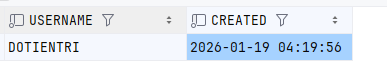 USERNAME CREATED
DOTIENTRI 2026-01-19 04:19:56